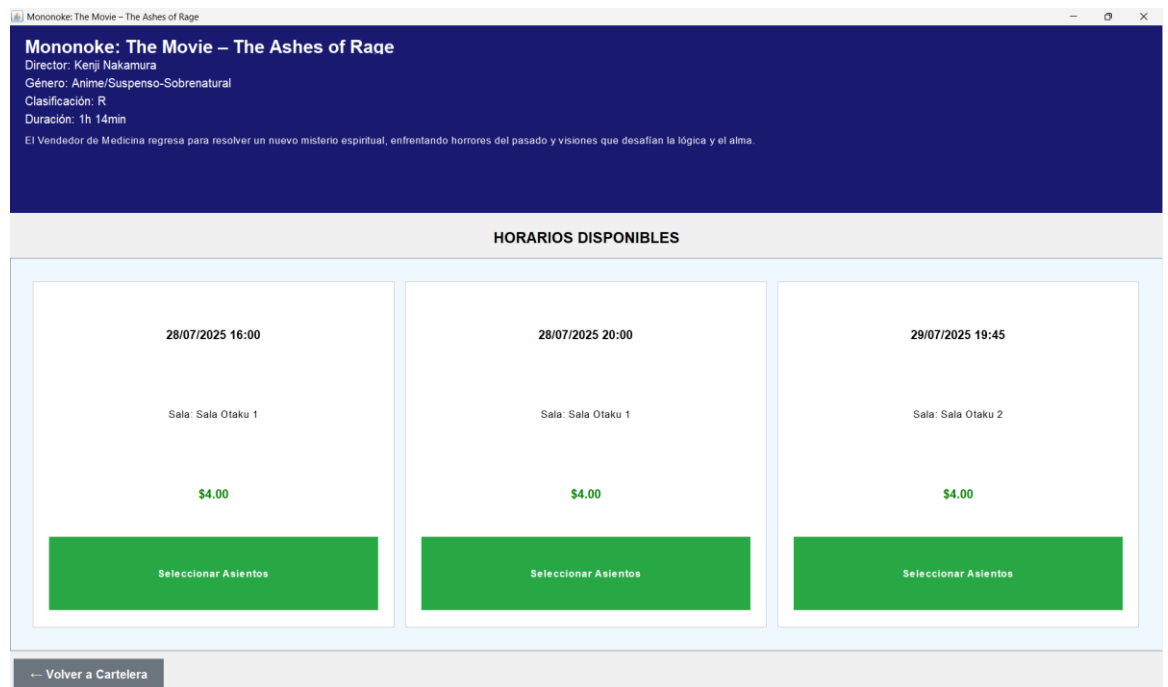 Mononoke: The Movie – The Ashes of Rage
Mononoke: The Movie – The Ashes of Rage
Director: Kenji Nakamura
Género: Anime/Suspenso-Sobrenatural
Clasificación: R
Duración: 1h 14min
El Vendedor de Medicina regresa para resolver un nuevo misterio espiritual, enfrentando horrores del pasado y visiones que desafían la lógica y el alma.
HORARIOS DISPONIBLES
28/07/2025 16:00
Sala: Sala Otaku 1
$4.00
Seleccionar Asientos
28/07/2025 20:00
Sala: Sala Otaku 1
$4.00
Seleccionar Asientos
29/07/2025 19:45
Sala: Sala Otaku 2
$4.00
Seleccionar Asientos
← Volver a Cartelera